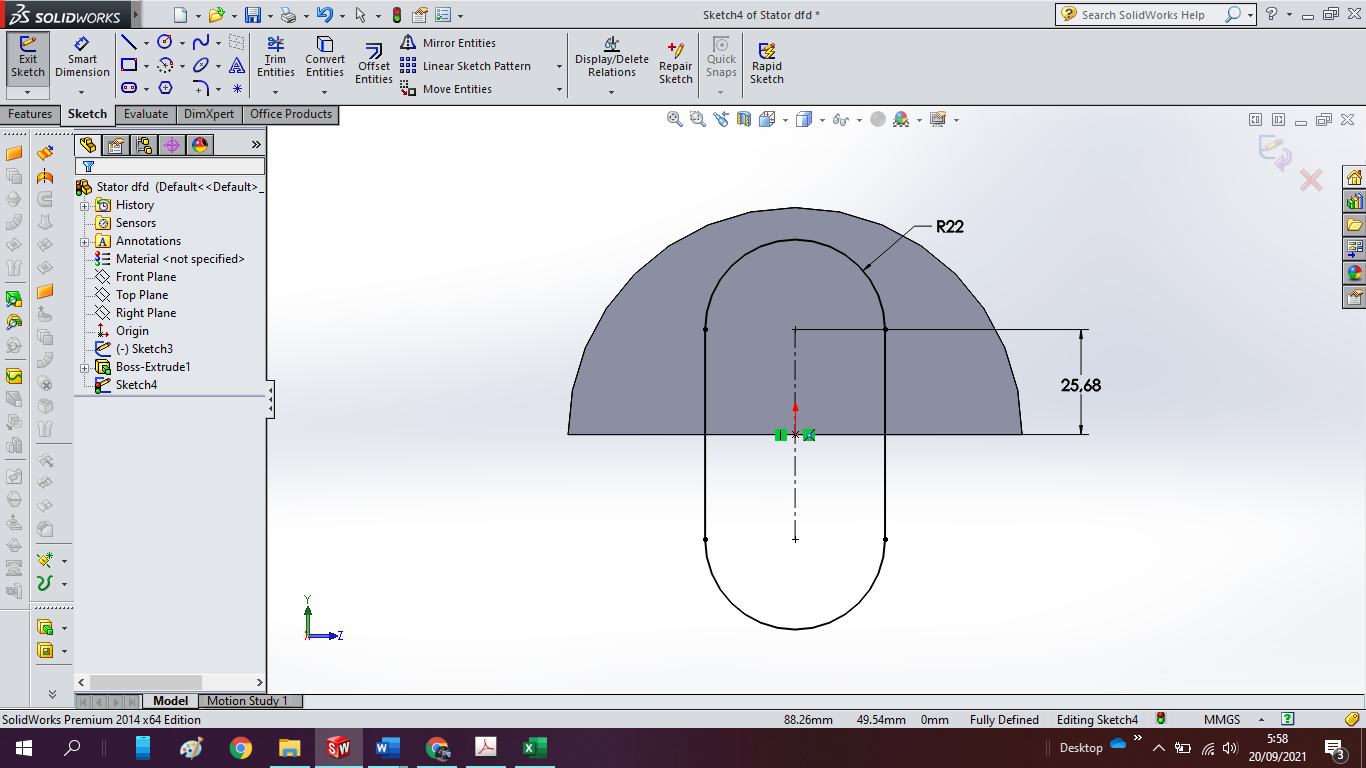 SOLIDWORKS
Sketch4 of Stator dfd *
Search SolidWorks Help
Exit Sketch
Smart Dimension
Trim Entities
Convert Entities
Offset Entities
Mirror Entities
Linear Sketch Pattern
Move Entities
Display/Delete Relations
Repair Sketch
Quick Snaps
Rapid Sketch
Features
Sketch
Evaluate
DimXpert
Office Products
Stator dfd (Default<<Default>_
History
Sensors
Annotations
Material <not specified>
Front Plane
Top Plane
Right Plane
Origin
(-) Sketch3
Boss-Extrude1
Sketch4
R22
25,68
Y
Z
Model
Motion Study 1
SolidWorks Premium 2014 x64 Edition
88.26mm
49.54mm
0mm
Fully Defined
Editing Sketch4
MMGS
Desktop
5:58
20/09/2021
3